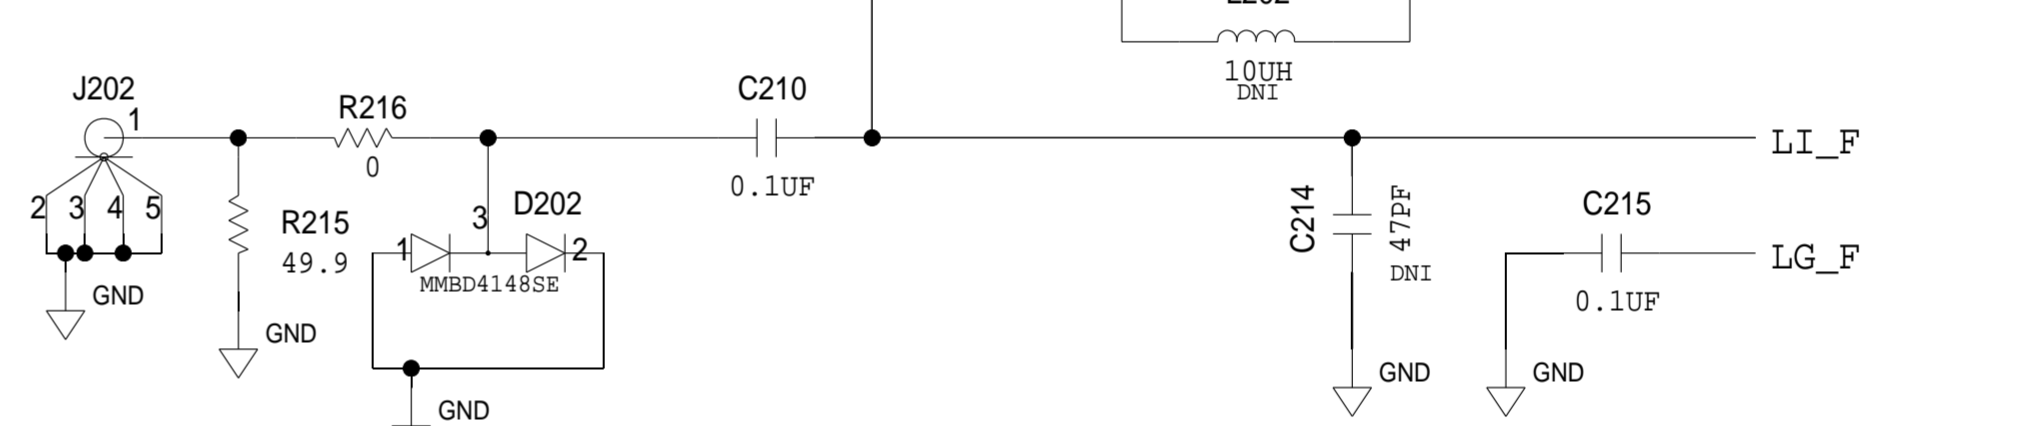 10UH
DNI
J202
1
R216
0
C210
0.1UF
LI_F
2
3
4
5
R215
49.9
3
D202
1
2
MMBD4148SE
C214
47PF
DNI
C215
LG_F
0.1UF
GND
GND
GND
GND
GND